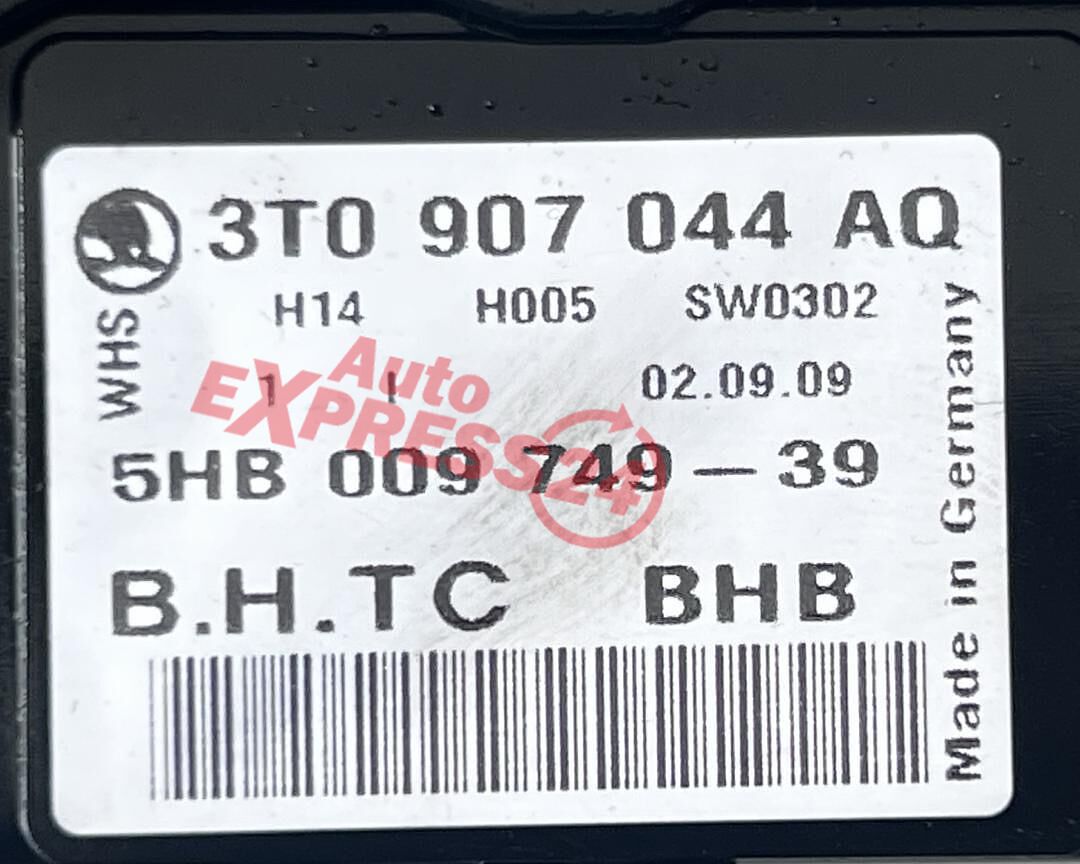 3T0 907 044 AQ
H14 H005 SW0302
WHS
1 I 02.09.09
Auto
EXPRESS24
5HB 009 749-39
B.H.TC BHB
Made in Germany